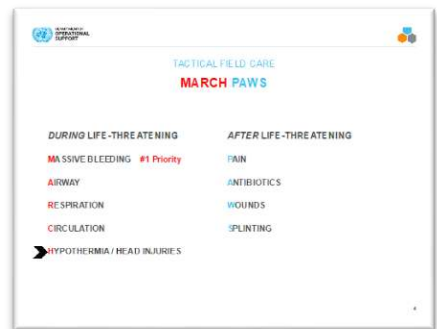 DEPARTMENT OF
OPERATIONAL
SUPPORT
TACTICAL FIELD CARE
MARCH PAWS
DURING LIFE-THREATENING
MASSIVE BLEEDING #1 Priority
AIRWAY
RESPIRATION
CIRCULATION
HYPOTHERMIA / HEAD INJURIES
AFTER LIFE-THREATENING
PAIN
ANTIBIOTICS
WOUNDS
SPLINTING